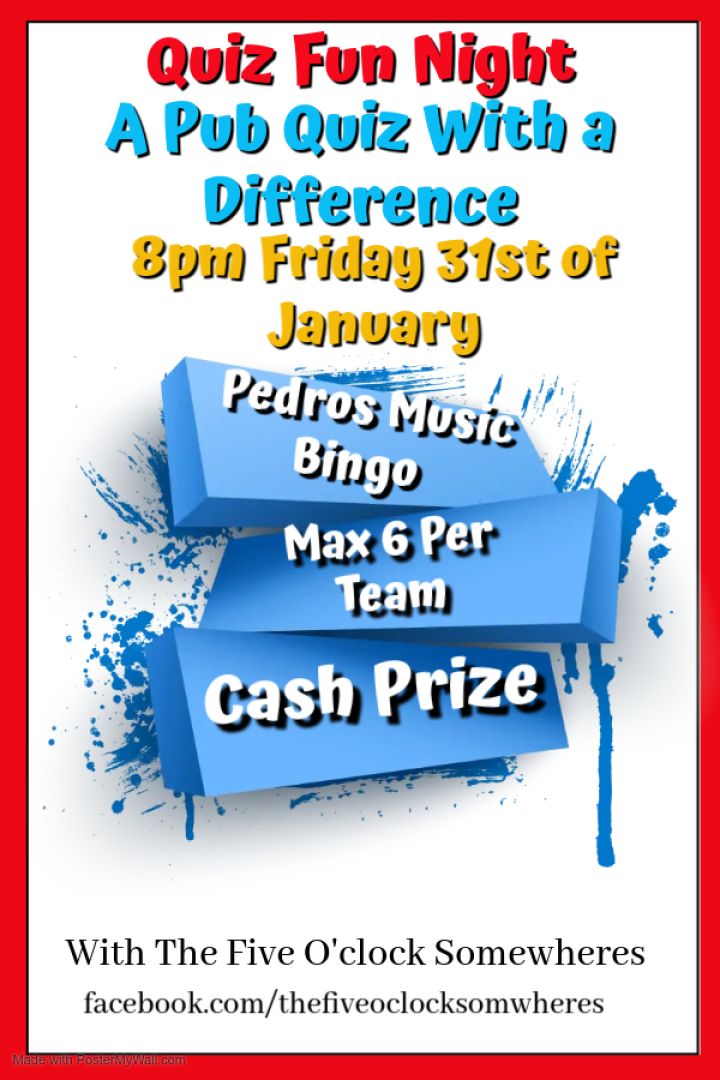 Quiz Fun Night
A Pub Quiz With a
Difference
8pm Friday 31st of
January
Pedros Music
Bingo
Max 6 Per
Team
Cash Prize
With The Five O'clock Somewheres
facebook.com/thefiveoclocksomwheres
Made with PosterMyWall.com